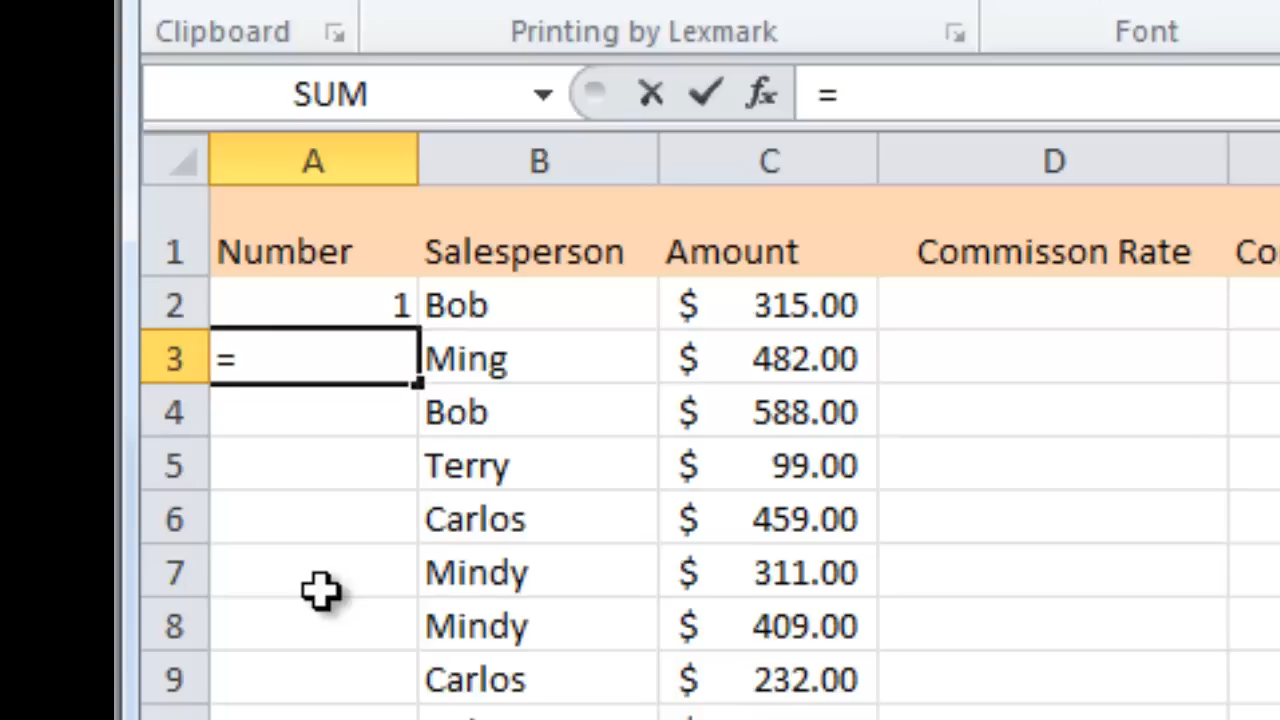 Clipboard Printing by Lexmark Font
SUM fx =
A B C D
1 Number Salesperson Amount Commisson Rate Co
2 1 Bob $ 315.00
3 = Ming $ 482.00
4 Bob $ 588.00
5 Terry $ 99.00
6 Carlos $ 459.00
7 Mindy $ 311.00
8 Mindy $ 409.00
9 Carlos $ 232.00